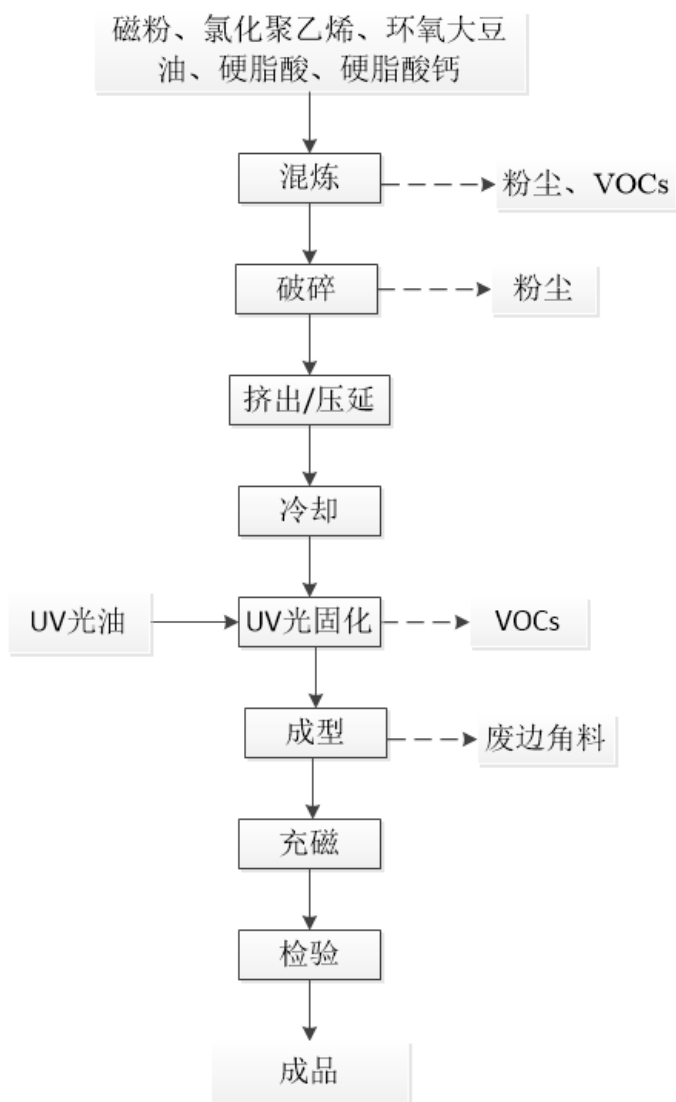 磁粉、氯化聚乙烯、环氧大豆
油、硬脂酸、硬脂酸钙
混炼
粉尘、VOCs
破碎
粉尘
挤出/压延
冷却
UV光油
UV光固化
VOCs
成型
废边角料
充磁
检验
成品